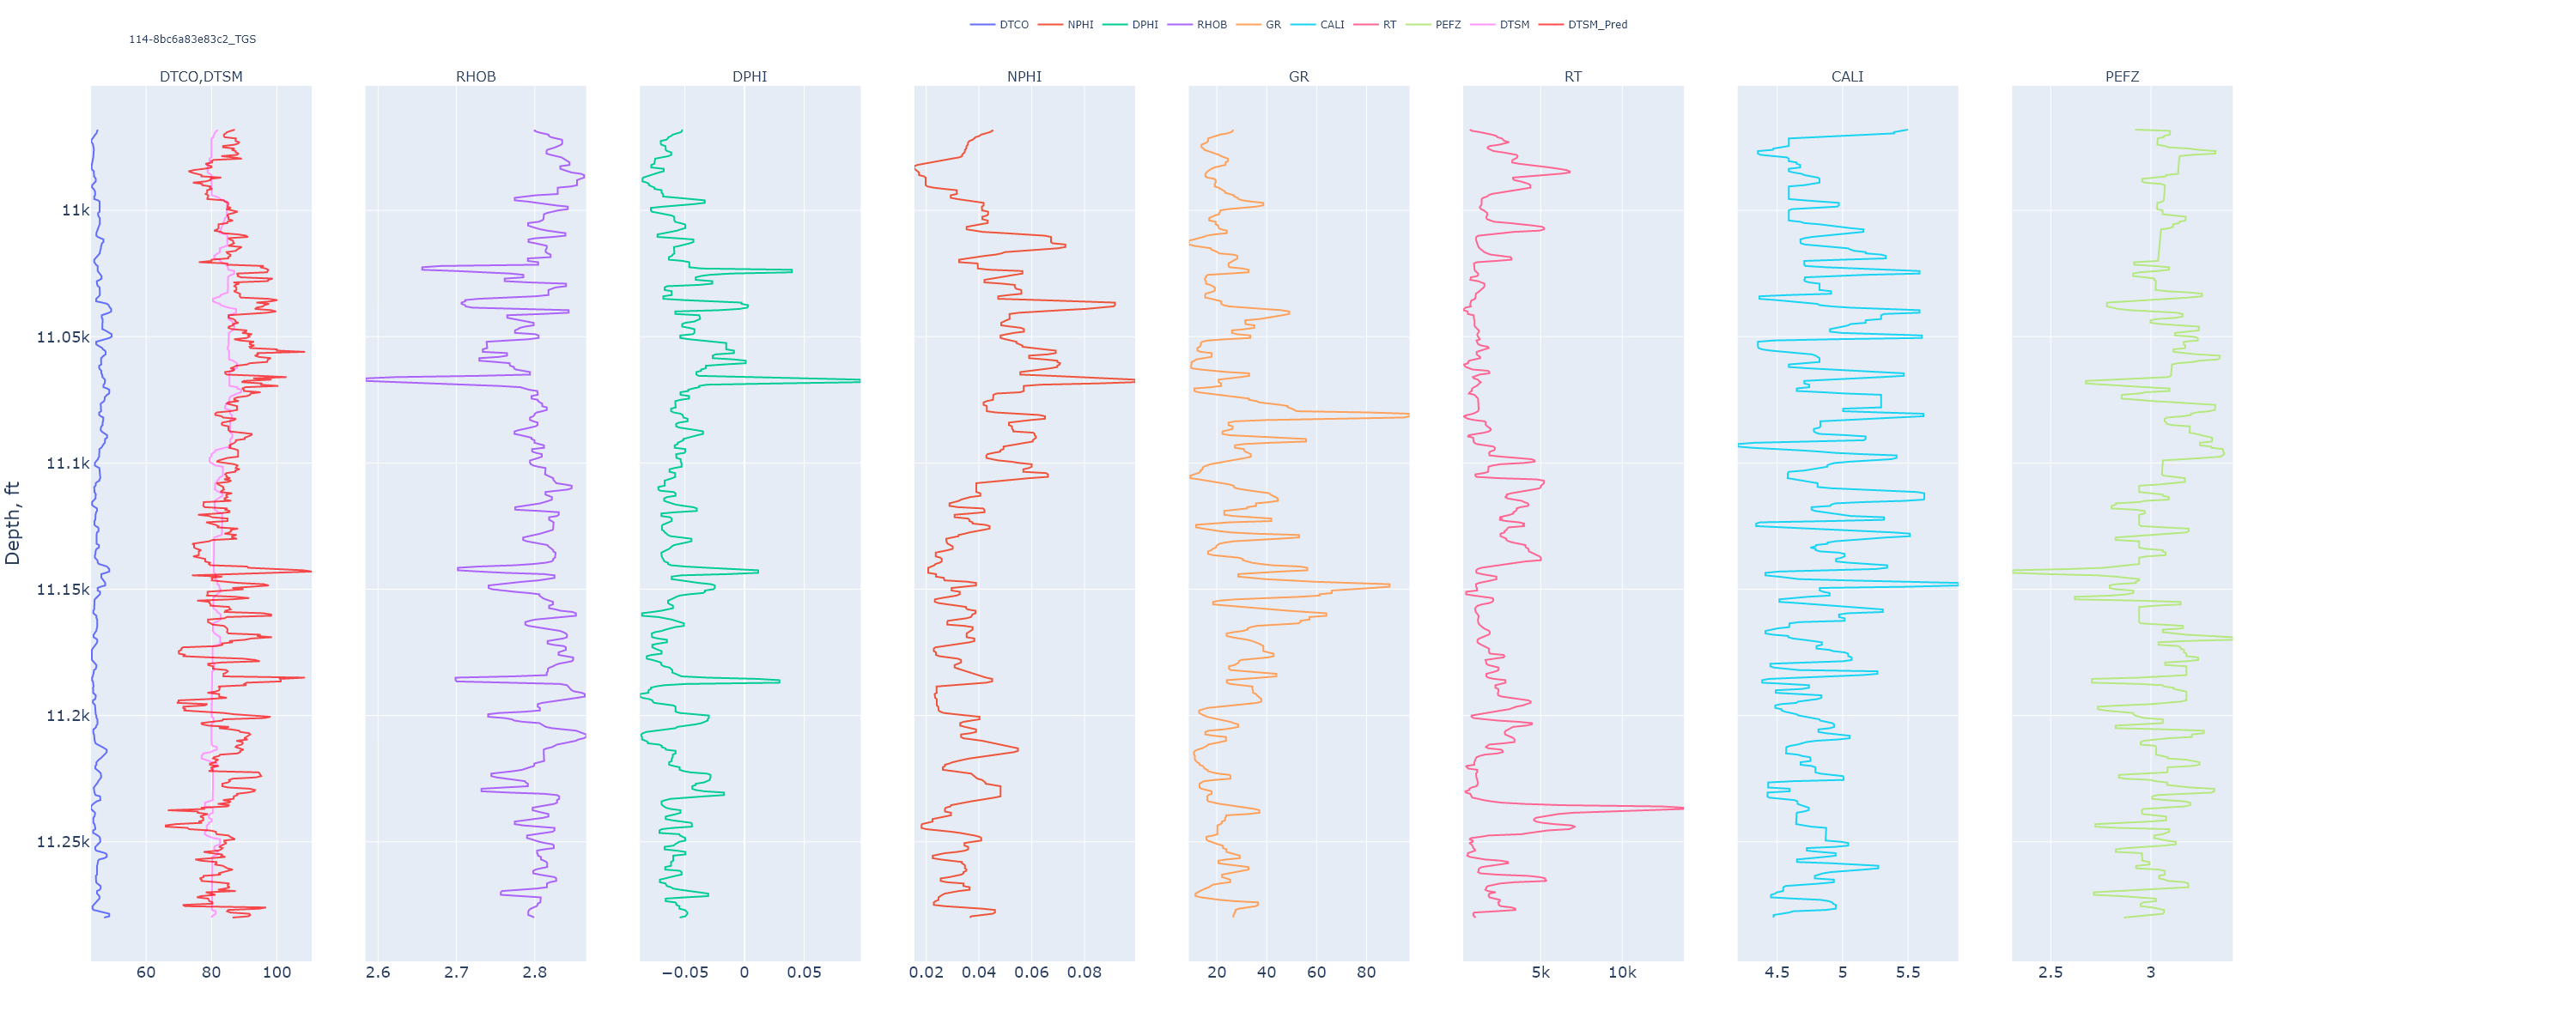 DTCO NPHI DPHI RHOB GR CALI RT PEFZ DTSM DTSM_Pred
114-8bc6a83e83c2_TGS
DTCO,DTSM RHOB DPHI NPHI GR RT CALI PEFZ
11k
11.05k
11.1k
11.15k
11.2k
11.25k
Depth, ft
60 80 100 2.6 2.7 2.8 −0.05 0 0.05 0.02 0.04 0.06 0.08 20 40 60 80 5k 10k 4.5 5 5.5 2.5 3